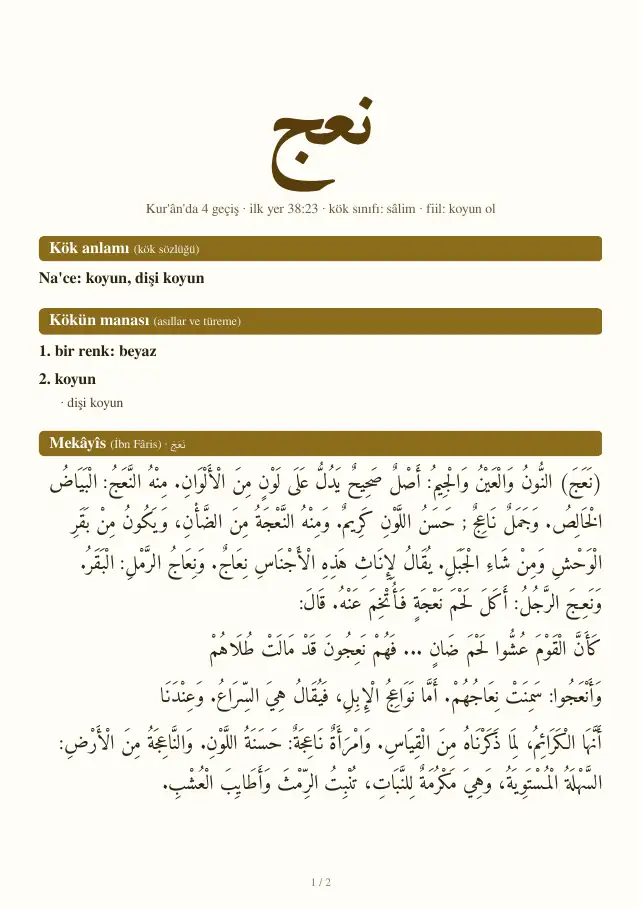 نعج
Kur'ân'da 4 geçiş · ilk yer 38:23 · kök sınıfı: sâlim · fiil: koyun ol
Kök anlamı (kök sözlüğü)
Na'ce: koyun, dişi koyun
Kökün manası (asıllar ve türeme)
1. bir renk: beyaz
2. koyun
· dişi koyun
Mekâyîs (İbn Fâris) · نَعَجَ
(نَعَجَ) النُّونُ وَالْعَيْنُ وَالْجِيمُ: أَصْلٌ صَحِيحٌ يَدُلُّ عَلَى لَوْنٍ مِنَ الْأَلْوَانِ. مِنْهُ النَّعَجُ: الْبَيَاضُ
الْخَالِصُ. وَجَمَلٌ نَاعِجٌ ; حَسَنُ اللَّوْنِ كَرِيمٌ. وَمِنْهُ النَّعْجَةُ مِنَ الضَّأْنِ، وَيَكُونُ مِنْ بَقَرِ
الْوَحْشِ وَمِنْ شَاءِ الْجَبَلِ. يُقَالُ لِإِنَاثِ هَذِهِ الْأَجْنَاسِ نِعَاجٌ. وَنِعَاجُ الرَّمْلِ: الْبَقَرُ.
وَنَعِجَ الرَّجُلُ: أَكَلَ لَحْمَ نَعْجَةٍ فَأُتْخِمَ عَنْهُ. قَالَ:
كَأَنَّ الْقَوْمَ عُشُّوا لَحْمَ ضَانٍ ... فَهُمْ نَعِجُونَ قَدْ مَالَتْ طُلَاهُمْ
وَأَنْعَجُوا: سَمِنَتْ نِعَاجُهُمْ. أَمَّا نَوَاعِجُ الْإِبِلِ، فَيُقَالُ هِيَ السِّرَاعُ. وَعِنْدَنَا
أَنَّهَا الْكَرَائِمُ، لِمَا ذَكَرْنَاهُ مِنَ الْقِيَاسِ. وَامْرَأَةٌ نَاعِجَةٌ: حَسَنَةُ اللَّوْنِ. وَالنَّاعِجَةُ مِنَ الْأَرْضِ:
السَّهْلَةُ الْمُسْتَوِيَةُ، وَهِيَ مَكْرُمَةٌ لِلنَّبَاتِ، تُنْبِتُ الرِّمْثَ وَأَطَايِبَ الْعُشْبِ.
1 / 2